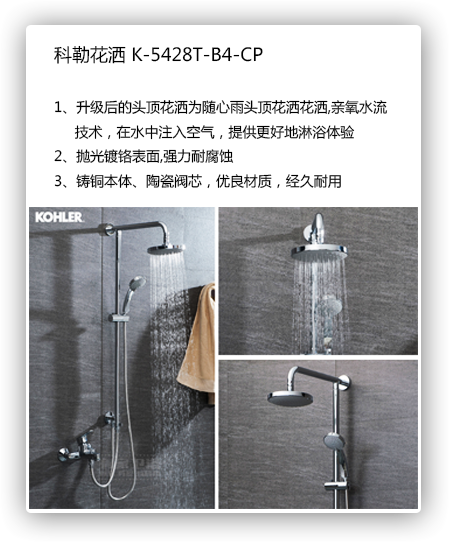 科勒花洒 K-5428T-B4-CP
1、升级后的头顶花洒为随心雨头顶花洒花洒,亲氧水流
技术，在水中注入空气，提供更好地淋浴体验
2、抛光镀铬表面,强力耐腐蚀
3、铸铜本体、陶瓷阀芯，优良材质，经久耐用
KOHLER